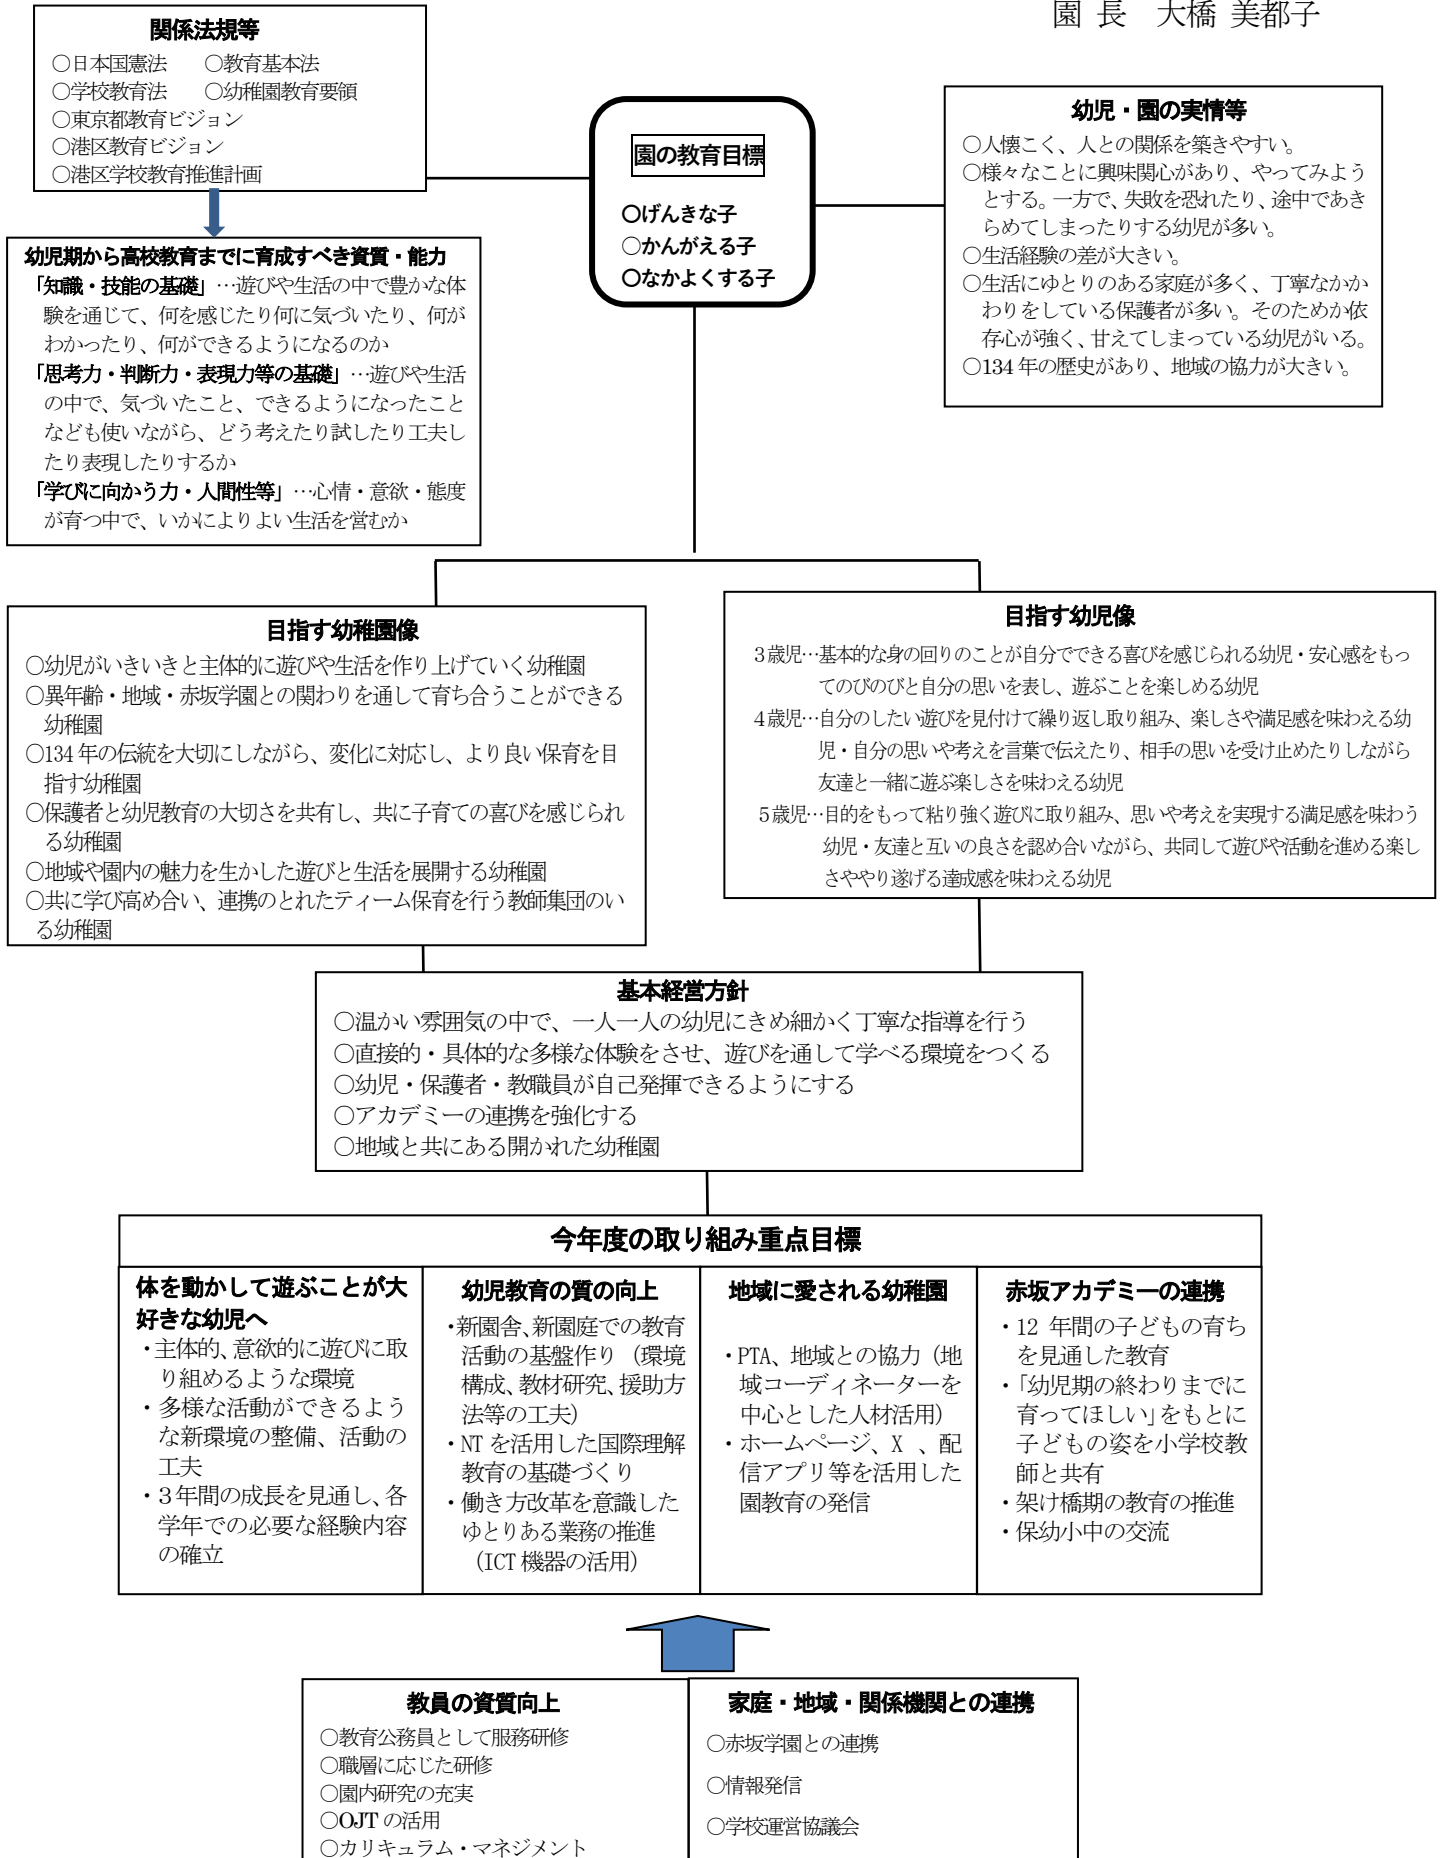 園 長　大橋 美都子
関係法規等
○日本国憲法　　○教育基本法
○学校教育法　　○幼稚園教育要領
○東京都教育ビジョン
○港区教育ビジョン
○港区学校教育推進計画
園の教育目標
○げんきな子
○かんがえる子
○なかよくする子
幼児・園の実情等
○人懐こく、人との関係を築きやすい。
○様々なことに興味関心があり、やってみよう
とする。一方で、失敗を恐れたり、途中であき
らめてしまったりする幼児が多い。
○生活経験の差が大きい。
○生活にゆとりのある家庭が多く、丁寧なかか
わりをしている保護者が多い。そのためか依
存心が強く、甘えてしまっている幼児がいる。
○134 年の歴史があり、地域の協力が大きい。
幼児期から高校教育までに育成すべき資質・能力
「知識・技能の基礎」…遊びや生活の中で豊かな体
験を通じて、何を感じたり何に気づいたり、何が
わかったり、何ができるようになるのか
「思考力・判断力・表現力等の基礎」…遊びや生活
の中で、気づいたこと、できるようになったこと
なども使いながら、どう考えたり試したり工夫し
たり表現したりするか
「学びに向かう力・人間性等」…心情・意欲・態度
が育つ中で、いかによりよい生活を営むか
目指す幼稚園像
○幼児がいきいきと主体的に遊びや生活を作り上げていく幼稚園
○異年齢・地域・赤坂学園との関わりを通して育ち合うことができる
幼稚園
○134 年の伝統を大切にしながら、変化に対応し、より良い保育を目
指す幼稚園
○保護者と幼児教育の大切さを共有し、共に子育ての喜びを感じられ
る幼稚園
○地域や園内の魅力を生かした遊びと生活を展開する幼稚園
○共に学び高め合い、連携のとれたティーム保育を行う教師集団のい
る幼稚園
目指す幼児像
3歳児…基本的な身の回りのことが自分でできる喜びを感じられる幼児・安心感をもっ
てのびのびと自分の思いを表し、遊ぶことを楽しめる幼児
4歳児…自分のしたい遊びを見付けて繰り返し取り組み、楽しさや満足感を味わえる幼
児・自分の思いや考えを言葉で伝えたり、相手の思いを受け止めたりしながら
友達と一緒に遊ぶ楽しさを味わえる幼児
5歳児…目的をもって粘り強く遊びに取り組み、思いや考えを実現する満足感を味わう
幼児・友達と互いの良さを認め合いながら、共同して遊びや活動を進める楽し
さややり遂げる達成感を味わえる幼児
基本経営方針
○温かい雰囲気の中で、一人一人の幼児にきめ細かく丁寧な指導を行う
○直接的・具体的な多様な体験をさせ、遊びを通して学べる環境をつくる
○幼児・保護者・教職員が自己発揮できるようにする
○アカデミーの連携を強化する
○地域と共にある開かれた幼稚園
今年度の取り組み重点目標
体を動かして遊ぶことが大
好きな幼児へ
・主体的、意欲的に遊びに取
り組めるような環境
・多様な活動ができるよう
な新環境の整備、活動の
工夫
・3年間の成長を見通し、各
学年での必要な経験内容
の確立
幼児教育の質の向上
・新園舎、新園庭での教育
活動の基盤作り（環境
構成、教材研究、援助方
法等の工夫）
・NT を活用した国際理解
教育の基礎づくり
・働き方改革を意識した
ゆとりある業務の推進
（ICT 機器の活用）
地域に愛される幼稚園
・PTA、地域との協力（地
域コーディネーターを
中心とした人材活用）
・ホームページ、X 、配
信アプリ等を活用した
園教育の発信
赤坂アカデミーの連携
・12 年間の子どもの育ち
を見通した教育
・「幼児期の終わりまでに
育ってほしい」をもとに
子どもの姿を小学校教
師と共有
・架け橋期の教育の推進
・保幼小中の交流
教員の資質向上
○教育公務員として服務研修
○職層に応じた研修
○園内研究の充実
○OJT の活用
○カリキュラム・マネジメント
家庭・地域・関係機関との連携
○赤坂学園との連携
○情報発信
○学校運営協議会